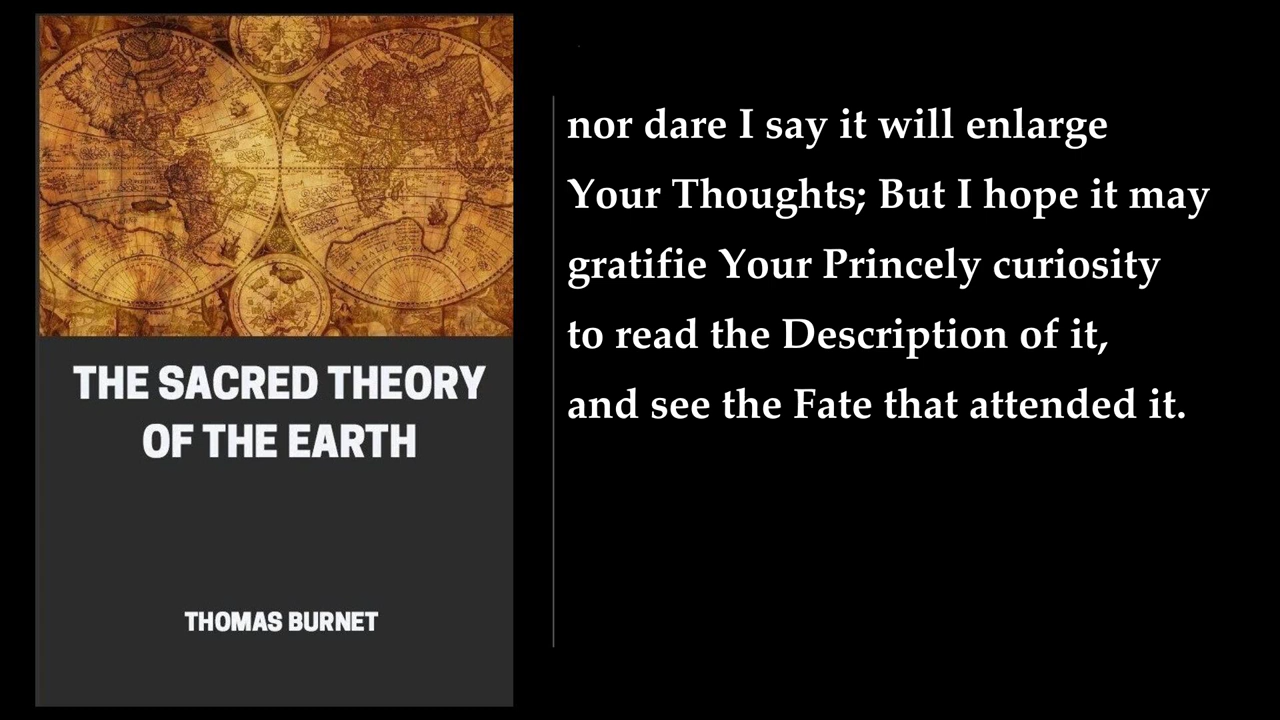 THE SACRED THEORY
OF THE EARTH
THOMAS BURNET
nor dare I say it will enlarge
Your Thoughts; But I hope it may
gratifie Your Princely curiosity
to read the Description of it,
and see the Fate that attended it.